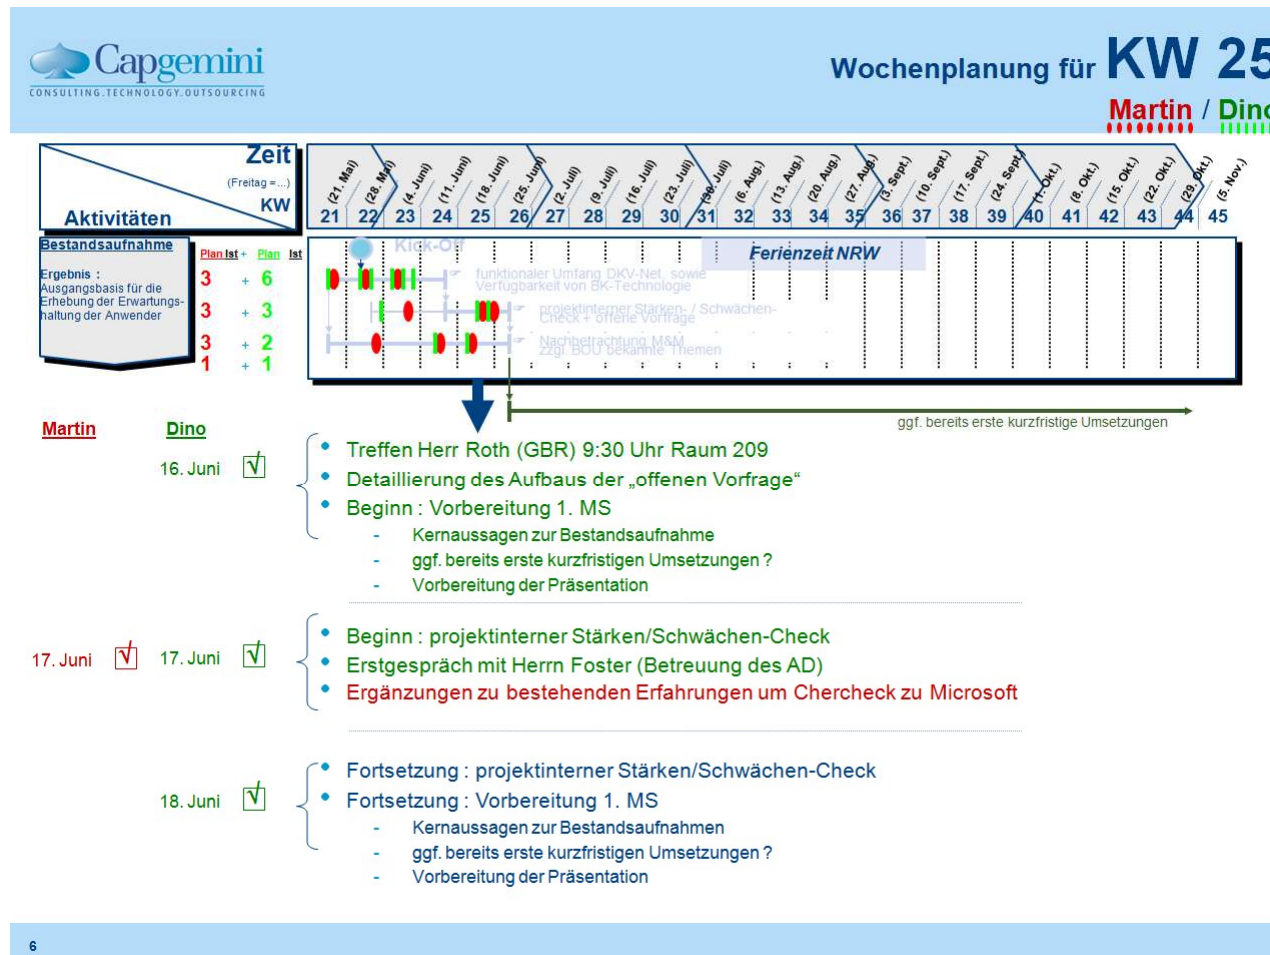 Capgemini
CONSULTING.TECHNOLOGY.OUTSOURCING
Wochenplanung für KW 25
Martin / Dino
Zeit
(Freitag =...)
KW
Aktivitäten
(21. Mai) (28. Mai) (4. Juni) (11. Juni) (18. Juni) (25. Juni) (2. Juli) (9. Juli) (16. Juli) (23. Juli) (30. Juli) (6. Aug.) (13. Aug.) (20. Aug.) (27. Aug.) (3. Sept.) (10. Sept.) (17. Sept.) (24. Sept.) (1. Okt.) (8. Okt.) (15. Okt.) (22. Okt.) (29. Okt.) (5. Nov.)
21 22 23 24 25 26 27 28 29 30 31 32 33 34 35 36 37 38 39 40 41 42 43 44 45
Bestandsaufnahme
Ergebnis :
Ausgangsbasis für die
Erhebung der Erwartungs-
haltung der Anwender
Plan Ist + Plan Ist
3 + 6
3 + 3
3 + 2
1 + 1
Kick-Off
Ferienzeit NRW
funktionaler Umfang DKV-Net, sowie
Verfügbarkeit von BK-Technologie
projektinterner Stärken- / Schwächen-
Check + offene Vorfrage
Nachbetrachtung M&M
zzgl. BOU bekannte Themen
ggf. bereits erste kurzfristige Umsetzungen
Martin
Dino
16. Juni √
• Treffen Herr Roth (GBR) 9:30 Uhr Raum 209
• Detaillierung des Aufbaus der „offenen Vorfrage“
• Beginn : Vorbereitung 1. MS
- Kernaussagen zur Bestandsaufnahme
- ggf. bereits erste kurzfristigen Umsetzungen ?
- Vorbereitung der Präsentation
17. Juni √ 17. Juni √
• Beginn : projektinterner Stärken/Schwächen-Check
• Erstgespräch mit Herrn Foster (Betreuung des AD)
• Ergänzungen zu bestehenden Erfahrungen um Chercheck zu Microsoft
18. Juni √
• Fortsetzung : projektinterner Stärken/Schwächen-Check
• Fortsetzung : Vorbereitung 1. MS
- Kernaussagen zur Bestandsaufnahmen
- ggf. bereits erste kurzfristigen Umsetzungen ?
- Vorbereitung der Präsentation
6